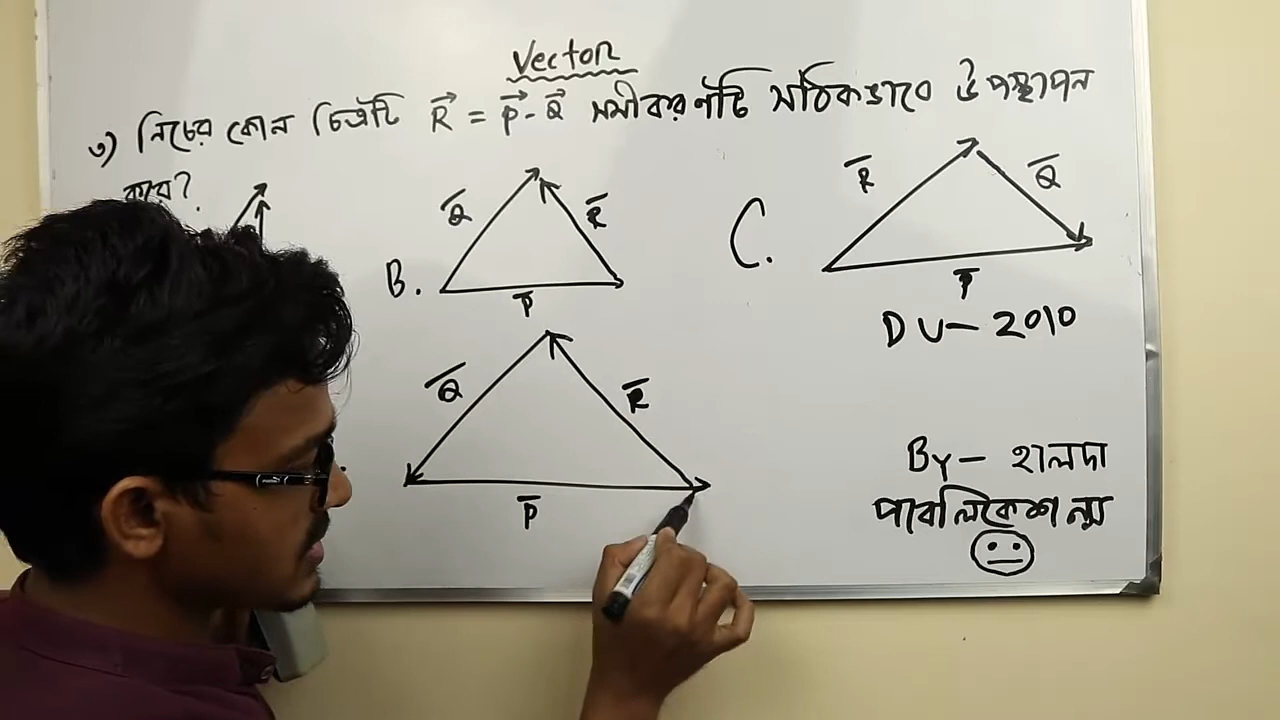 Vector
৩) নিচের কোন চিত্রটি R⃗ = P⃗ - Q⃗ সমীকরণটি সঠিকভাবে উপস্থাপন
করে?
B.
Q̅
R̅
P̅
C.
R̅
Q̅
P̅
DU- 2010
Q̅
R̅
P̅
By- হালদা
পাবলিকেশন্স